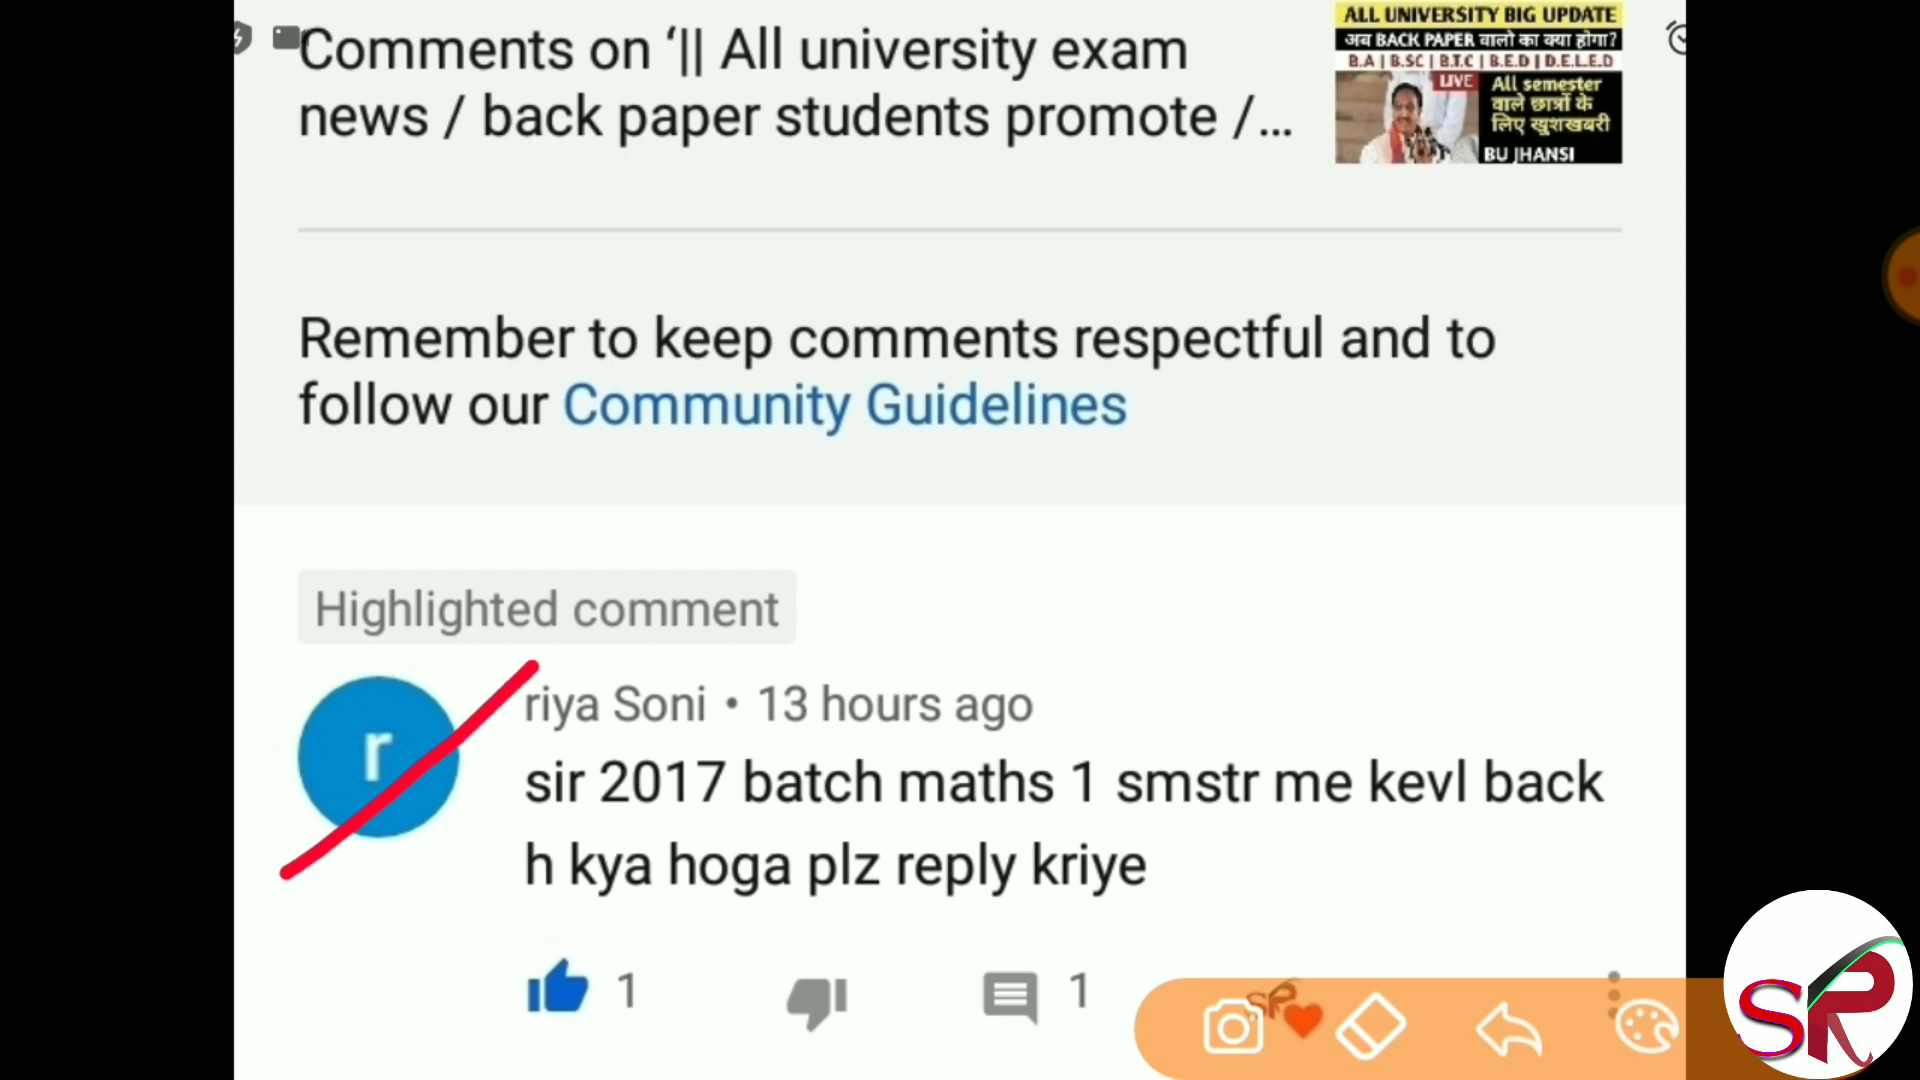 Comments on ‘|| All university exam
news / back paper students promote /...
ALL UNIVERSITY BIG UPDATE
अब BACK PAPER वालो का क्या होगा?
B.A | B.SC | B.T.C | B.E.D | D.E.L.E.D
LIVE
All semester
वाले छात्रों के
लिए खुशखबरी
BU JHANSI
Remember to keep comments respectful and to
follow our Community Guidelines
Highlighted comment
r
riya Soni • 13 hours ago
sir 2017 batch maths 1 smstr me kevl back
h kya hoga plz reply kriye
1
1
SR
SR